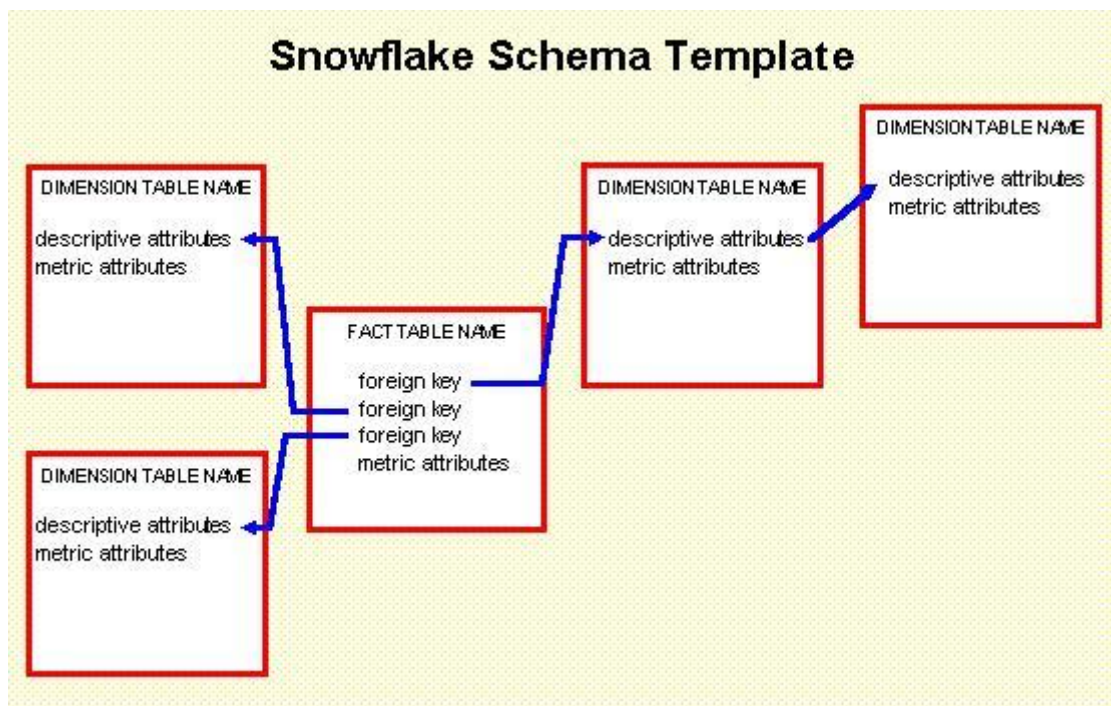 Snowflake Schema Template
DIMENSION TABLE NAME
descriptive attributes
metric attributes
DIMENSION TABLE NAME
descriptive attributes
metric attributes
FACT TABLE NAME
foreign key
foreign key
foreign key
metric attributes
DIMENSION TABLE NAME
descriptive attributes
metric attributes
DIMENSION TABLE NAME
descriptive attributes
metric attributes